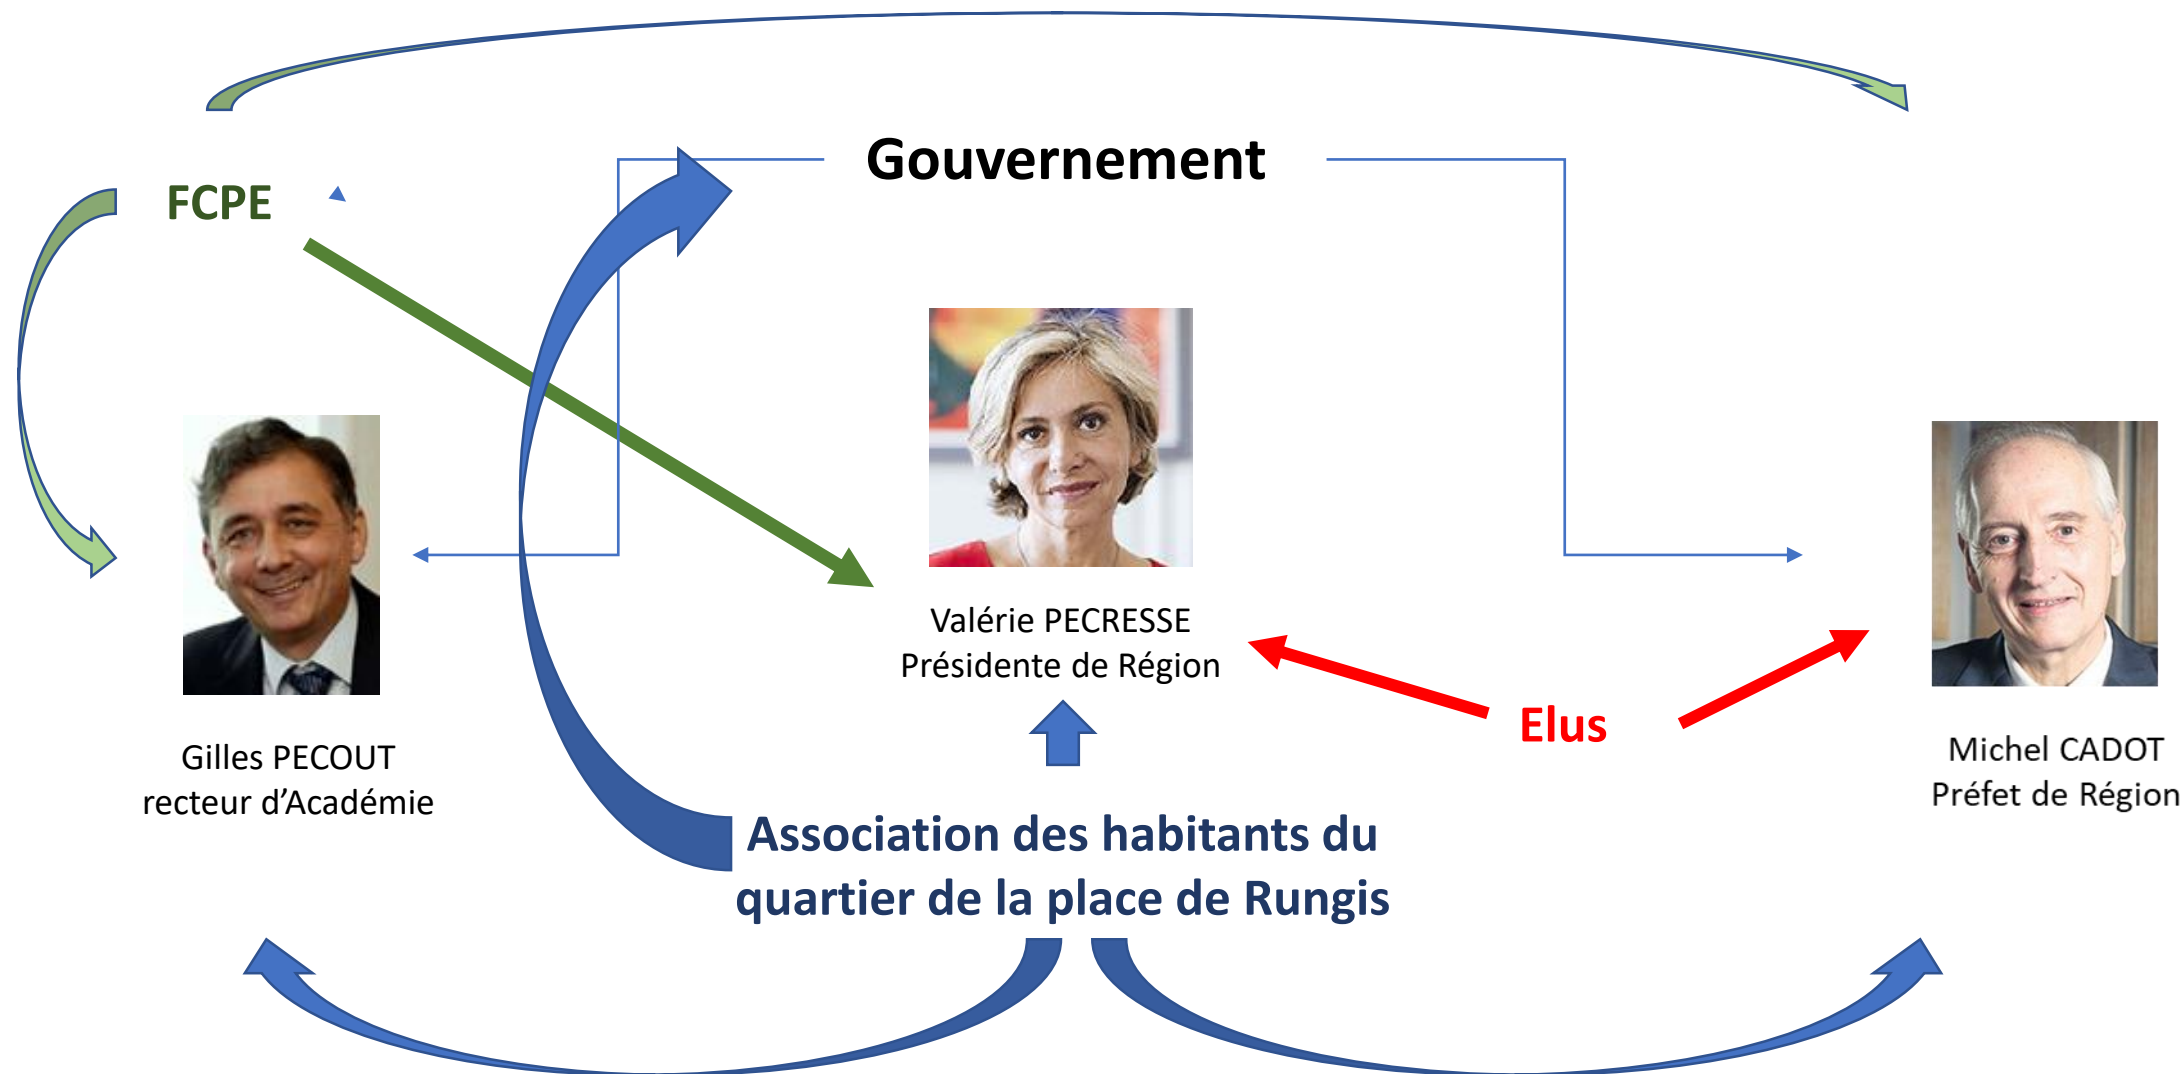 Gouvernement
FCPE
Valérie PECRESSE
Présidente de Région
Elus
Gilles PECOUT
recteur d’Académie
Michel CADOT
Préfet de Région
Association des habitants du
quartier de la place de Rungis